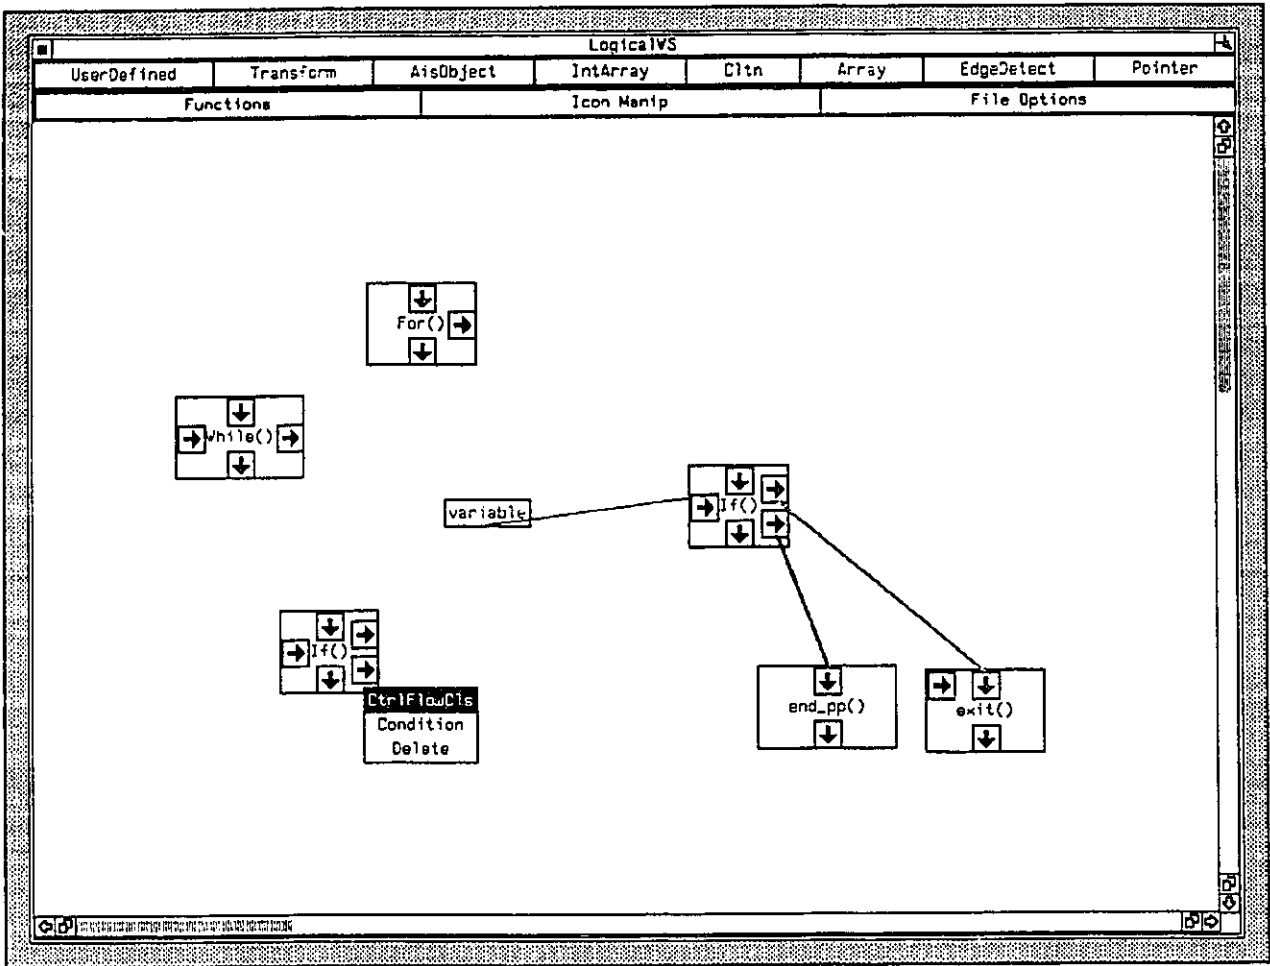 LogicalWS
UserDefined Transform AisObject IntArray Cltn Array EdgeDetect Pointer
Functions Icon Manip File Options
For()
While()
variable
If()
If()
CtrlFlowCls
Condition
Delete
end_pp()
exit()